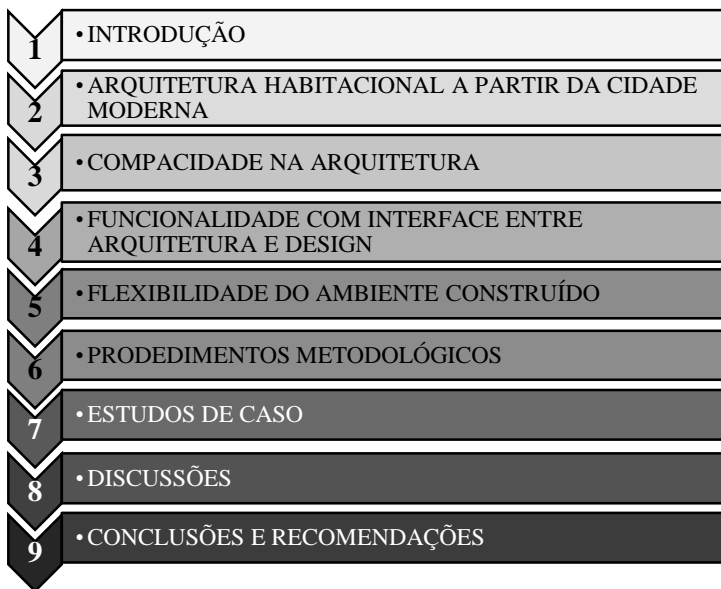 1
• INTRODUÇÃO
2
• ARQUITETURA HABITACIONAL A PARTIR DA CIDADE
MODERNA
3
• COMPACIDADE NA ARQUITETURA
4
• FUNCIONALIDADE COM INTERFACE ENTRE
ARQUITETURA E DESIGN
5
• FLEXIBILIDADE DO AMBIENTE CONSTRUÍDO
6
• PRODEDIMENTOS METODOLÓGICOS
7
• ESTUDOS DE CASO
8
• DISCUSSÕES
9
• CONCLUSÕES E RECOMENDAÇÕES